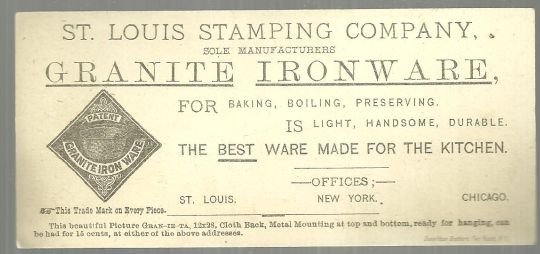 ST. LOUIS STAMPING COMPANY,
SOLE MANUFACTURERS
GRANITE IRONWARE,
PATENT
GRANITE IRON WARE
FOR BAKING, BOILING, PRESERVING.
IS LIGHT, HANDSOME, DURABLE.
THE BEST WARE MADE FOR THE KITCHEN.
OFFICES;
ST. LOUIS. NEW YORK. CHICAGO.
This Trade Mark on Every Piece.
This beautiful Picture GRAN-IE-TA, 12x28, Cloth Back, Metal Mounting at top and bottom, ready for hanging, can
be had for 15 cents, at either of the above addresses.